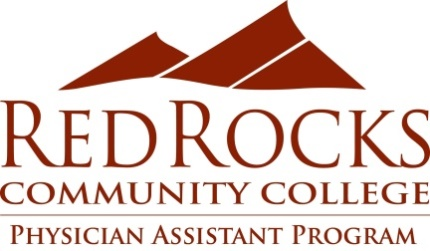 RED ROCKS
COMMUNITY COLLEGE
PHYSICIAN ASSISTANT PROGRAM